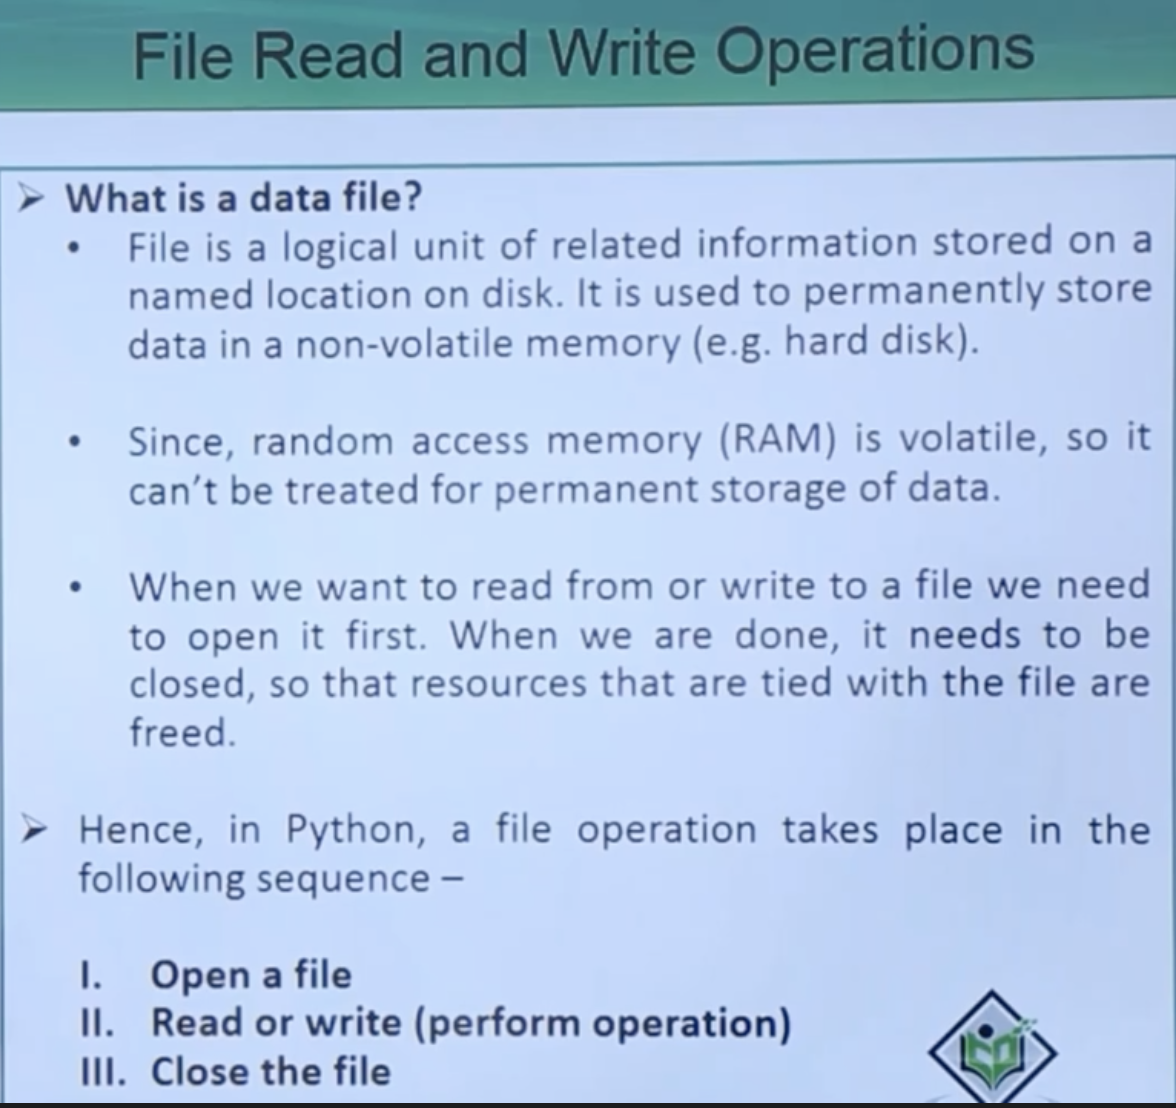 File Read and Write Operations
➢ What is a data file?
• File is a logical unit of related information stored on a
named location on disk. It is used to permanently store
data in a non-volatile memory (e.g. hard disk).
• Since, random access memory (RAM) is volatile, so it
can't be treated for permanent storage of data.
• When we want to read from or write to a file we need
to open it first. When we are done, it needs to be
closed, so that resources that are tied with the file are
freed.
➢ Hence, in Python, a file operation takes place in the
following sequence –
I. Open a file
II. Read or write (perform operation)
III. Close the file